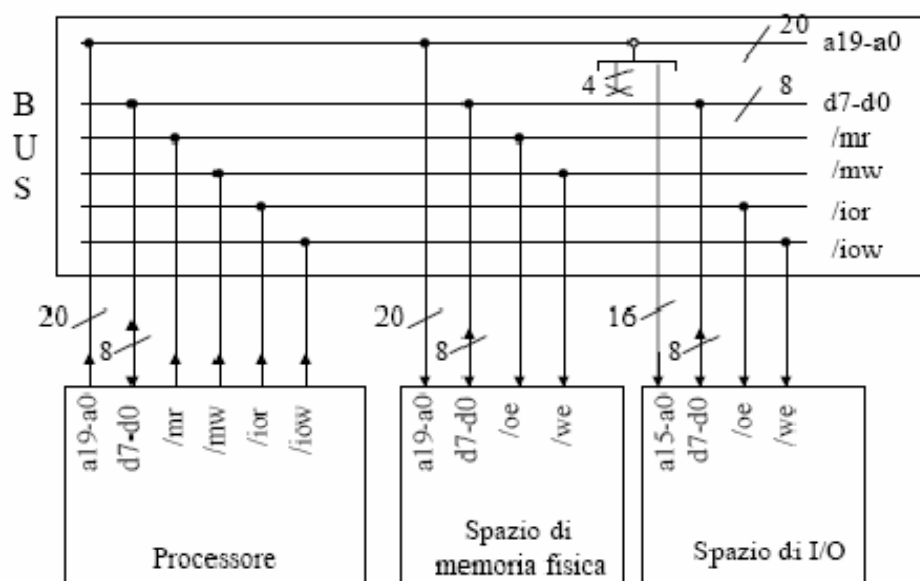 20
a19-a0
4
8
d7-d0
B
U
S
/mr
/mw
/ior
/iow
20
8
20
8
16
8
a19-a0
d7-d0
/mr
/mw
/ior
/iow
a19-a0
d7-d0
/oe
/we
a15-a0
d7-d0
/oe
/we
Processore
Spazio di
memoria fisica
Spazio di I/O